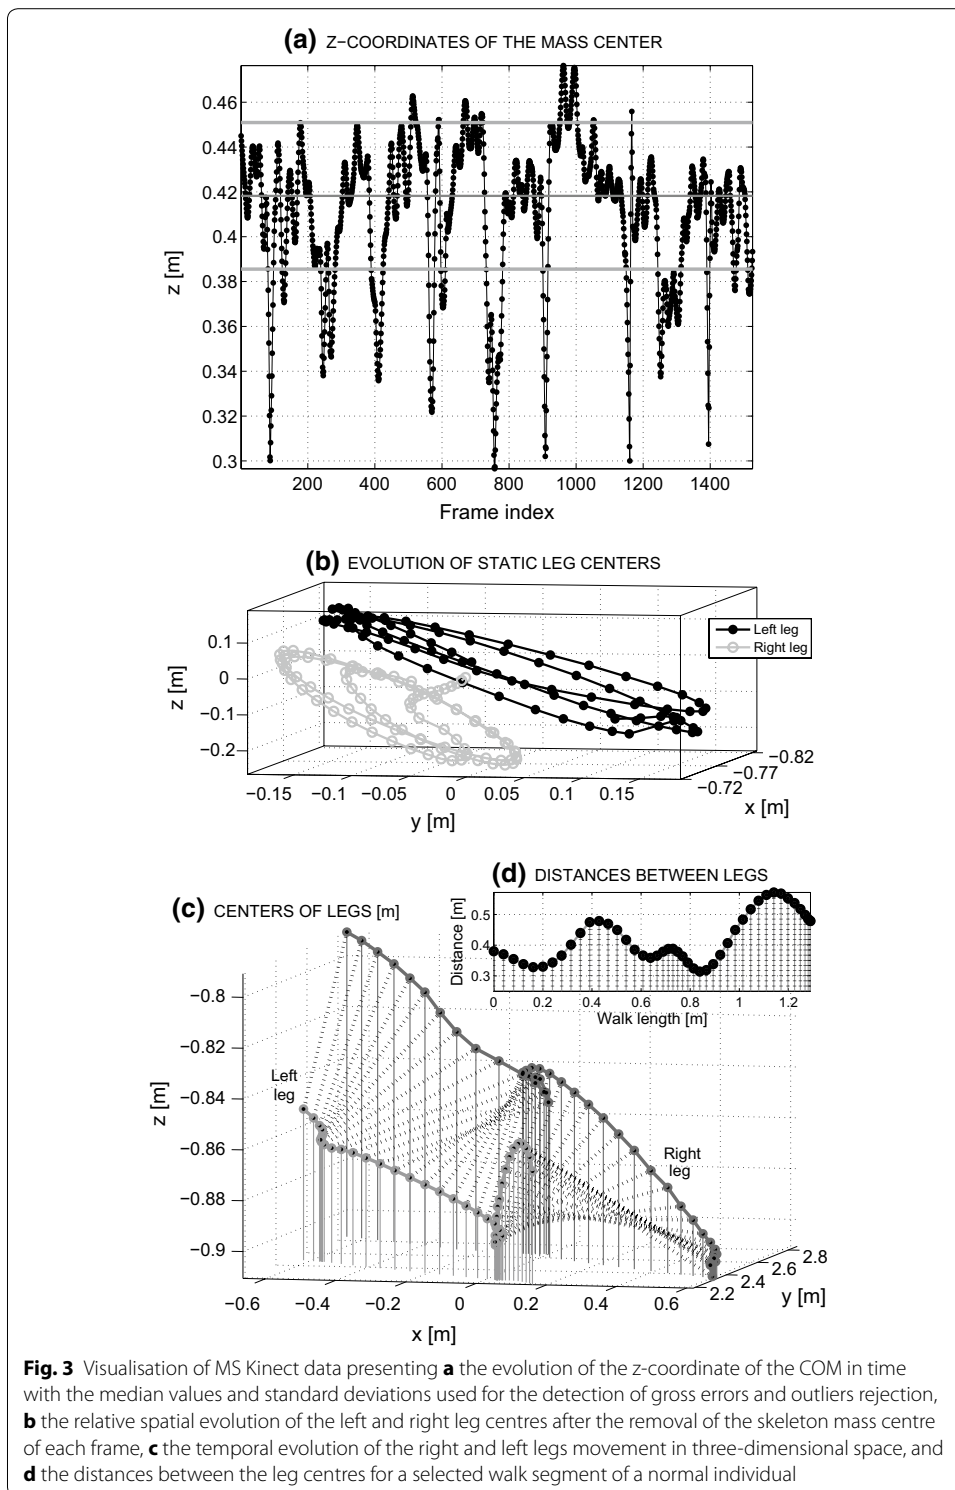 (a) Z−COORDINATES OF THE MASS CENTER
0.46
0.44
0.42
0.4
0.38
0.36
0.34
0.32
0.3
z [m]
200 400 600 800 1000 1200 1400
Frame index
(b) EVOLUTION OF STATIC LEG CENTERS
Left leg
Right leg
0.1
0
−0.1
−0.2
z [m]
−0.15 −0.1 −0.05 0 0.05 0.1 0.15
y [m]
−0.82
−0.77
−0.72
x [m]
(d) DISTANCES BETWEEN LEGS
0.5
0.4
0.3
Distance [m]
0 0.2 0.4 0.6 0.8 1 1.2
Walk length [m]
(c) CENTERS OF LEGS [m]
−0.8
−0.82
−0.84
−0.86
−0.88
−0.9
z [m]
Left
leg
Right
leg
−0.6 −0.4 −0.2 0 0.2 0.4 0.6
x [m]
2.8
2.6
2.4
2.2
y [m]
Fig. 3 Visualisation of MS Kinect data presenting a the evolution of the z-coordinate of the COM in time
with the median values and standard deviations used for the detection of gross errors and outliers rejection,
b the relative spatial evolution of the left and right leg centres after the removal of the skeleton mass centre
of each frame, c the temporal evolution of the right and left legs movement in three-dimensional space, and
d the distances between the leg centres for a selected walk segment of a normal individual